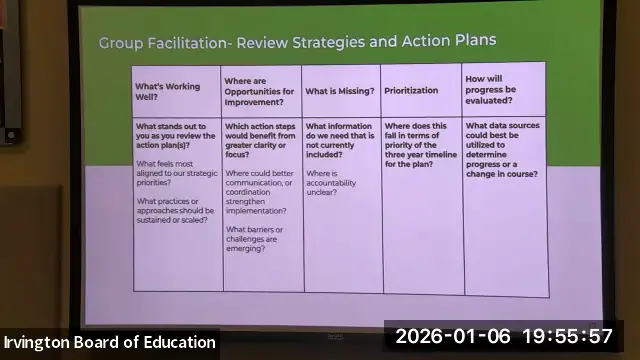 Group Facilitation- Review Strategies and Action Plans
What's Working
Well?
Where are
Opportunities for
Improvement?
What is Missing?
Prioritization
How will
progress be
evaluated?
What stands out to
you as you review the
action plan(s)?
What feels most
aligned to our strategic
priorities?
What practices or
approaches should be
sustained or scaled?
Which action steps
would benefit from
greater clarity or
focus?
Where could better
communication, or
coordination
strengthen
implementation?
What barriers or
challenges are
emerging?
What information
do we need that is
not currently
included?
Where is
accountability
unclear?
Where does this
fall in terms of
priority of the
three year timeline
for the plan?
What data sources
could best be
utilized to
determine
progress or a
change in course?
Irvington Board of Education
2026-01-06 19:55:57